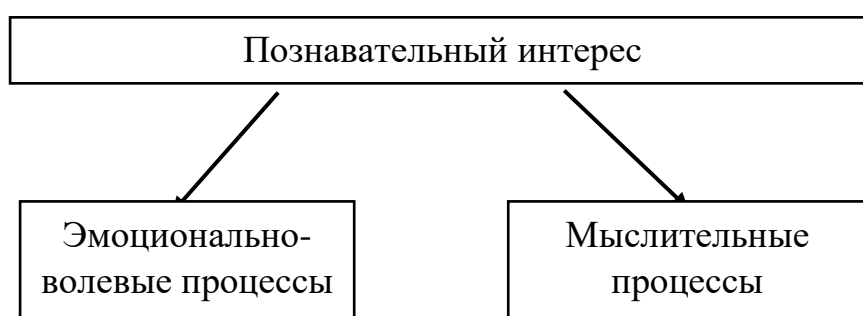 Познавательный интерес
Эмоционально-
волевые процессы
Мыслительные
процессы